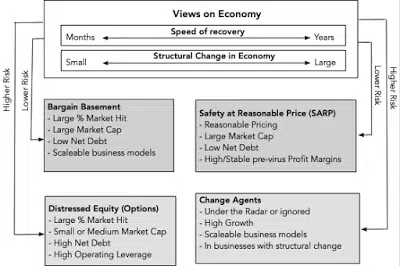 Views on Economy
Speed of recovery
Months Years
Structural Change in Economy
Small Large
Higher Risk
Lower Risk
Lower Risk
Higher Risk
Bargain Basement
- Large % Market Hit
- Large Market Cap
- Low Net Debt
- Scaleable business models
Safety at Reasonable Price (SARP)
- Reasonable Pricing
- Large Market Cap
- Low Net Debt
- High/Stable pre-virus Profit Margins
Distressed Equity (Options)
- Large % Market Hit
- Small or Medium Market Cap
- High Net Debt
- High Operating Leverage
Change Agents
- Under the Radar or ignored
- High Growth
- Scaleable business models
- In businesses with structural change